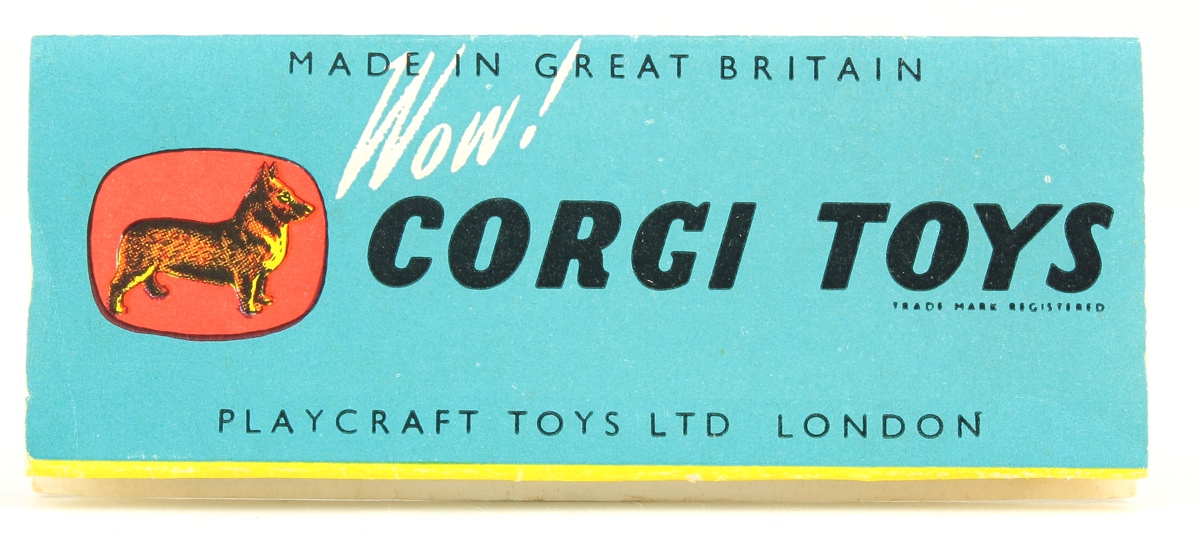 MADE IN GREAT BRITAIN
Wow!
CORGI TOYS
TRADE MARK REGISTERED
PLAYCRAFT TOYS LTD LONDON